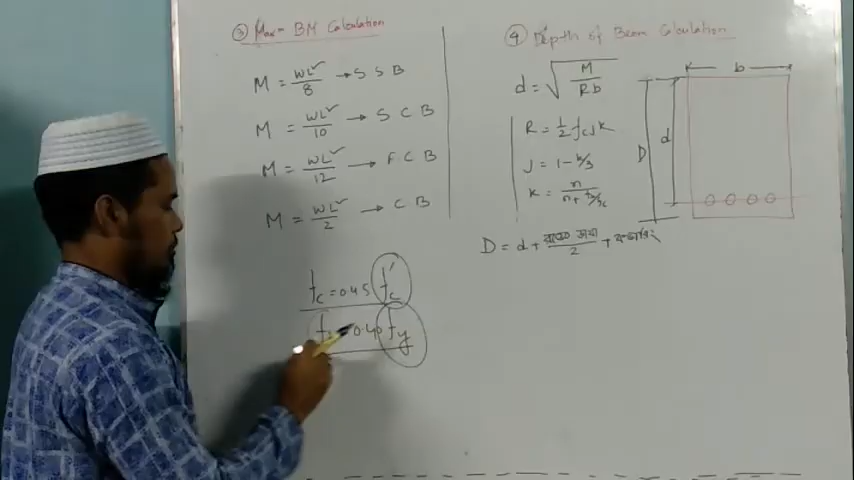 ③ Max= BM Calculation
M = WL²/8 → S S B
M = WL²/10 → S C B
M = WL²/12 → F C B
M = WL²/2 → C B
fc = 0.45 f'c
0.40 fy
④ Depth of Beam Calculation
d = √(M/Rb)
R = ½ fc j k
J = 1 - k/3
K = n/(n+ fs/fc)
D = d + /2 +
b
D
d